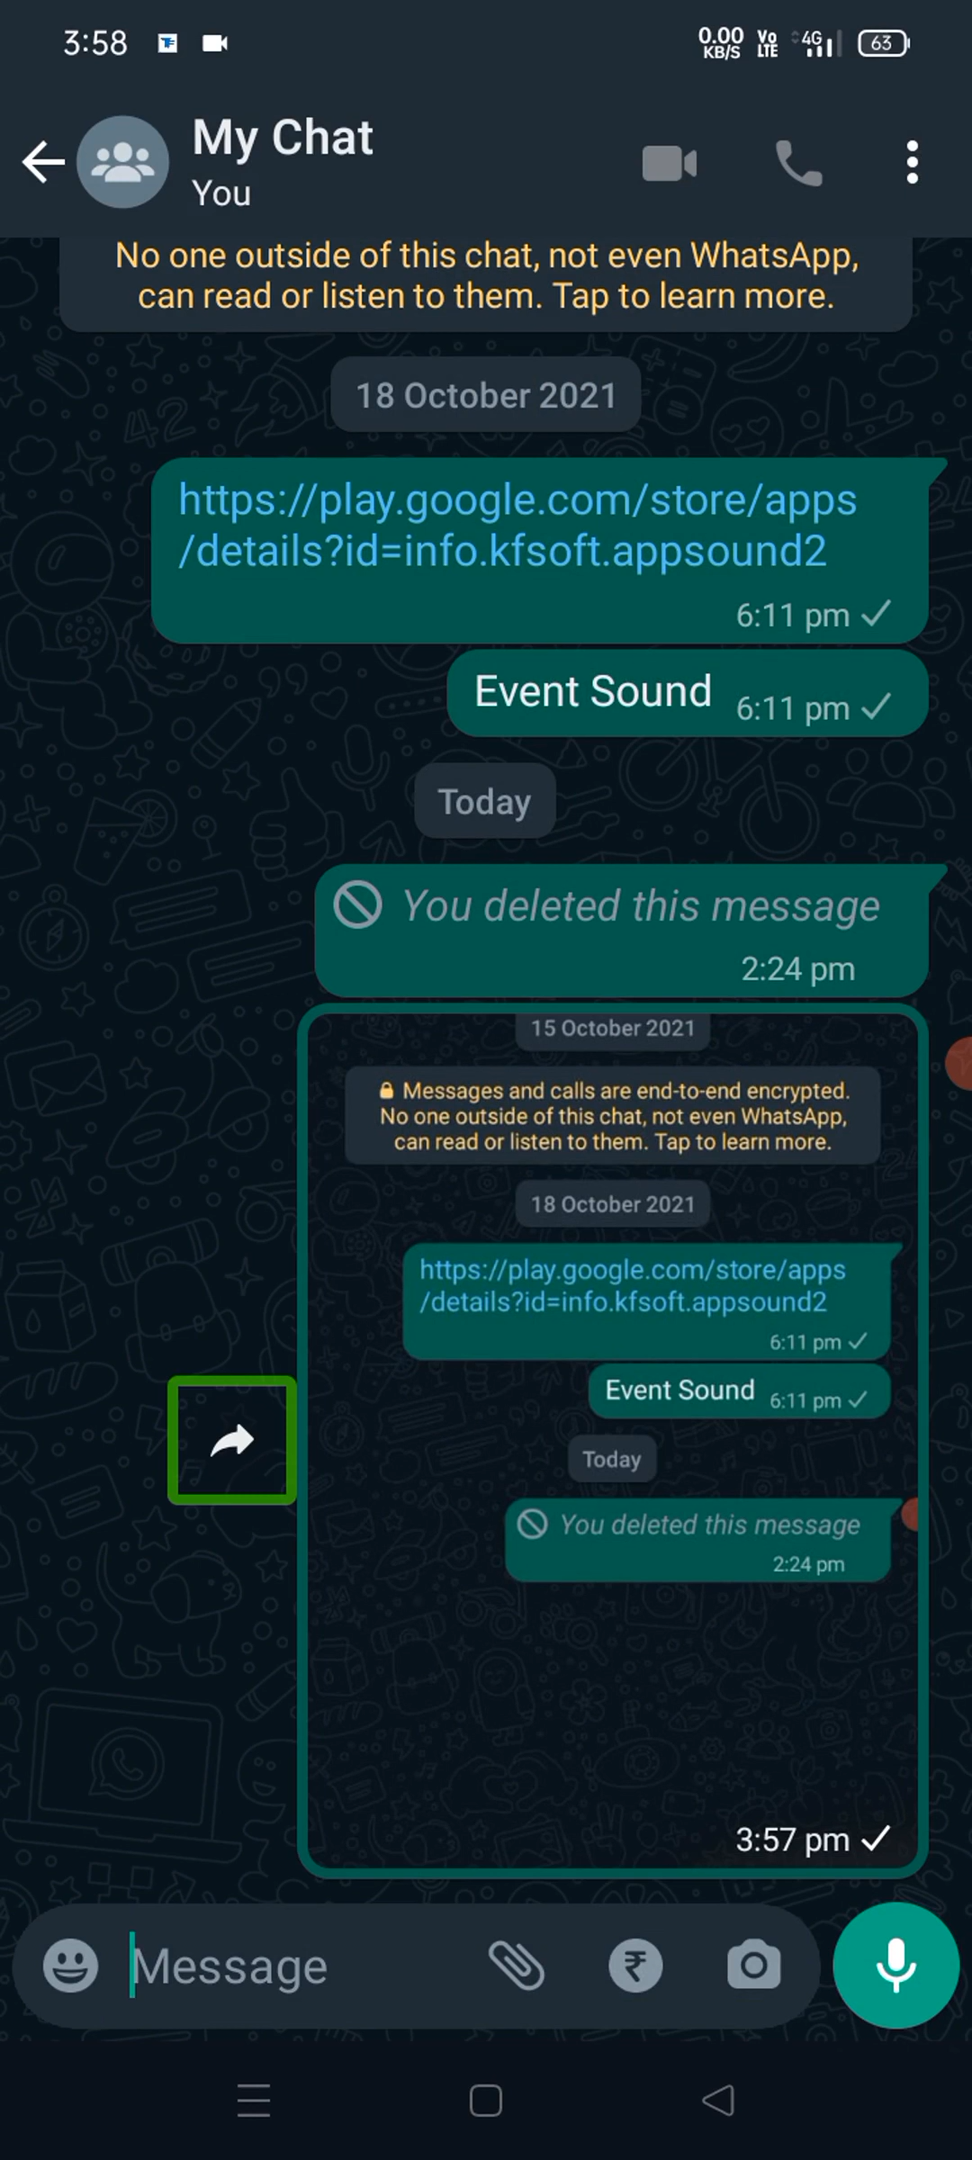 3:58
0.00
KB/S
Vo
LTE
4G
63
My Chat
You
No one outside of this chat, not even WhatsApp,
can read or listen to them. Tap to learn more.
18 October 2021
https://play.google.com/store/apps
/details?id=info.kfsoft.appsound2
6:11 pm
Event Sound 6:11 pm
Today
You deleted this message
2:24 pm
15 October 2021
Messages and calls are end-to-end encrypted.
No one outside of this chat, not even WhatsApp,
can read or listen to them. Tap to learn more.
18 October 2021
https://play.google.com/store/apps
/details?id=info.kfsoft.appsound2
6:11 pm
Event Sound 6:11 pm
Today
You deleted this message
2:24 pm
3:57 pm
Message
₹